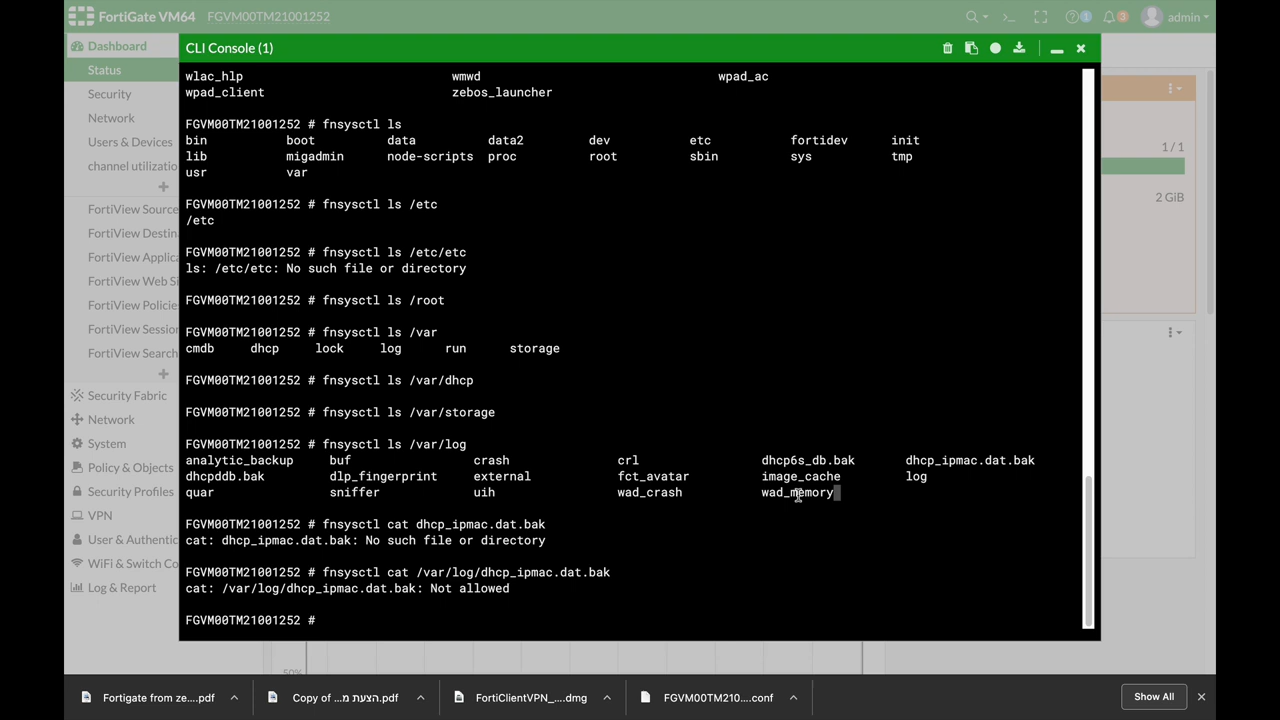 FortiGate VM64 FGVM00TM21001252 1 3 admin
CLI Console (1)
Dashboard
Status
Security
Network
Users & Devices
channel utilizatio
FortiView Source
FortiView Destin
FortiView Applica
FortiView Web Si
FortiView Policie
FortiView Session
FortiView Search
Security Fabric
Network
System
Policy & Objects
Security Profiles
VPN
User & Authentic
WiFi & Switch Co
Log & Report
wlac_hlp wmwd wpad_ac
wpad_client zebos_launcher
FGVM00TM21001252 # fnsysctl ls
bin boot data data2 dev etc fortidev init
lib migadmin node-scripts proc root sbin sys tmp
usr var
FGVM00TM21001252 # fnsysctl ls /etc
/etc
FGVM00TM21001252 # fnsysctl ls /etc/etc
ls: /etc/etc: No such file or directory
FGVM00TM21001252 # fnsysctl ls /root
FGVM00TM21001252 # fnsysctl ls /var
cmdb dhcp lock log run storage
FGVM00TM21001252 # fnsysctl ls /var/dhcp
FGVM00TM21001252 # fnsysctl ls /var/storage
FGVM00TM21001252 # fnsysctl ls /var/log
analytic_backup buf crash crl dhcp6s_db.bak dhcp_ipmac.dat.bak
dhcpddb.bak dlp_fingerprint external fct_avatar image_cache log
quar sniffer uih wad_crash wad_memory
FGVM00TM21001252 # fnsysctl cat dhcp_ipmac.dat.bak
cat: dhcp_ipmac.dat.bak: No such file or directory
FGVM00TM21001252 # fnsysctl cat /var/log/dhcp_ipmac.dat.bak
cat: /var/log/dhcp_ipmac.dat.bak: Not allowed
FGVM00TM21001252 #
1 / 1
2 GiB
50%
Fortigate from ze....pdf
Copy of ...הצעת מ.pdf
FortiClientVPN_....dmg
FGVM00TM210....conf
Show All